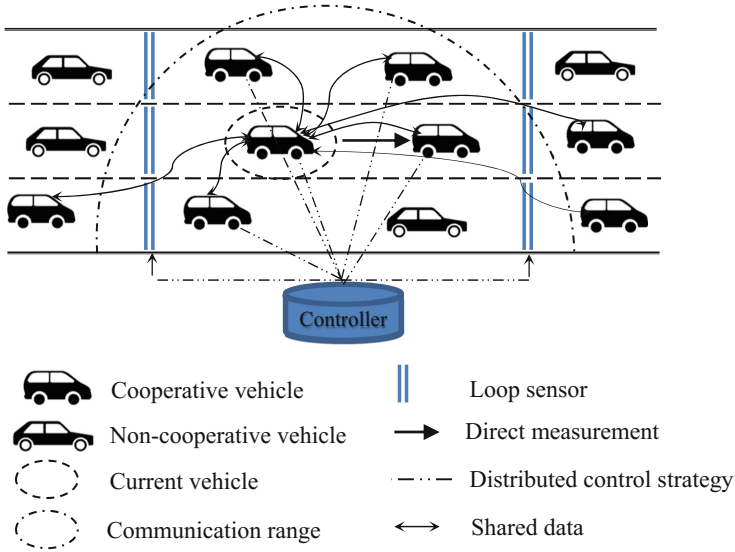 Controller
Cooperative vehicle
Loop sensor
Non-cooperative vehicle
Direct measurement
Current vehicle
Distributed control strategy
Communication range
Shared data